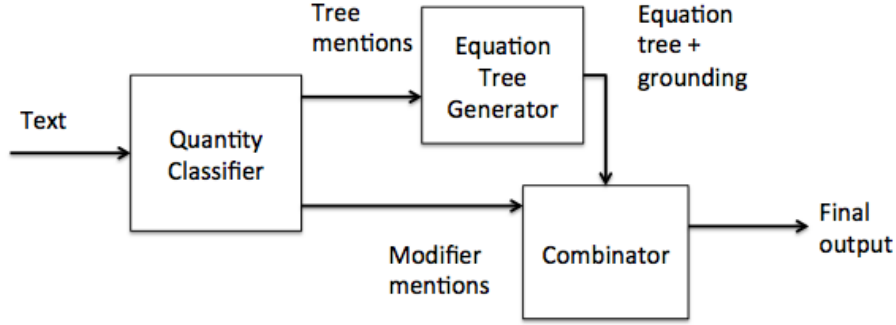 Text
Quantity
Classifier
Tree
mentions
Equation
Tree
Generator
Equation
tree +
grounding
Modifier
mentions
Combinator
Final
output